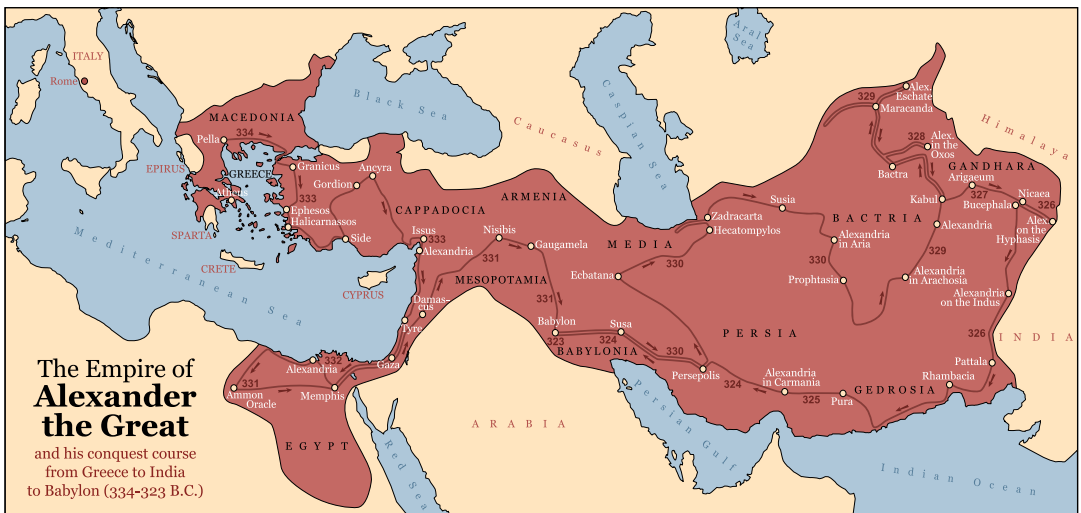 ITALY
Rome
MACEDONIA
Pella
334
EPIRUS
GREECE
Athens
SPARTA
CRETE
Mediterranean Sea
Black Sea
Caucasus
Caspian Sea
Aral Sea
Himalaya
Granicus
333
Ephesos
Halicarnassos
Side
Gordion
Ancyra
CAPPADOCIA
ARMENIA
Issus
333
Alexandria
CYPRUS
Damas-
cus
Tyre
Gaza
332
Alexandria
331
Ammon
Oracle
Memphis
EGYPT
Red Sea
ARABIA
Nisibis
331
Gaugamela
MESOPOTAMIA
331
Babylon
323
BABYLONIA
Susa
324
330
Persepolis
Persian Gulf
MEDIA
Ecbatana
330
Zadracarta
Hecatompylos
Susia
BACTRIA
Alexandria
in Aria
330
Prophtasia
Alexandria
in Arachosia
329
Alexandria
Kabul
Bactra
329
Maracanda
Alex.
Eschate
328
Alex.
in the
Oxos
GANDHARA
Arigaeum
327
Bucephala
Nicaea
326
Alex.
on the
Hyphasis
Alexandria
on the Indus
326
INDIA
Pattala
Rhambacia
GEDROSIA
Pura
325
Alexandria
in Carmania
324
PERSIA
Indian Ocean
The Empire of
Alexander
the Great
and his conquest course
from Greece to India
to Babylon (334-323 B.C.)